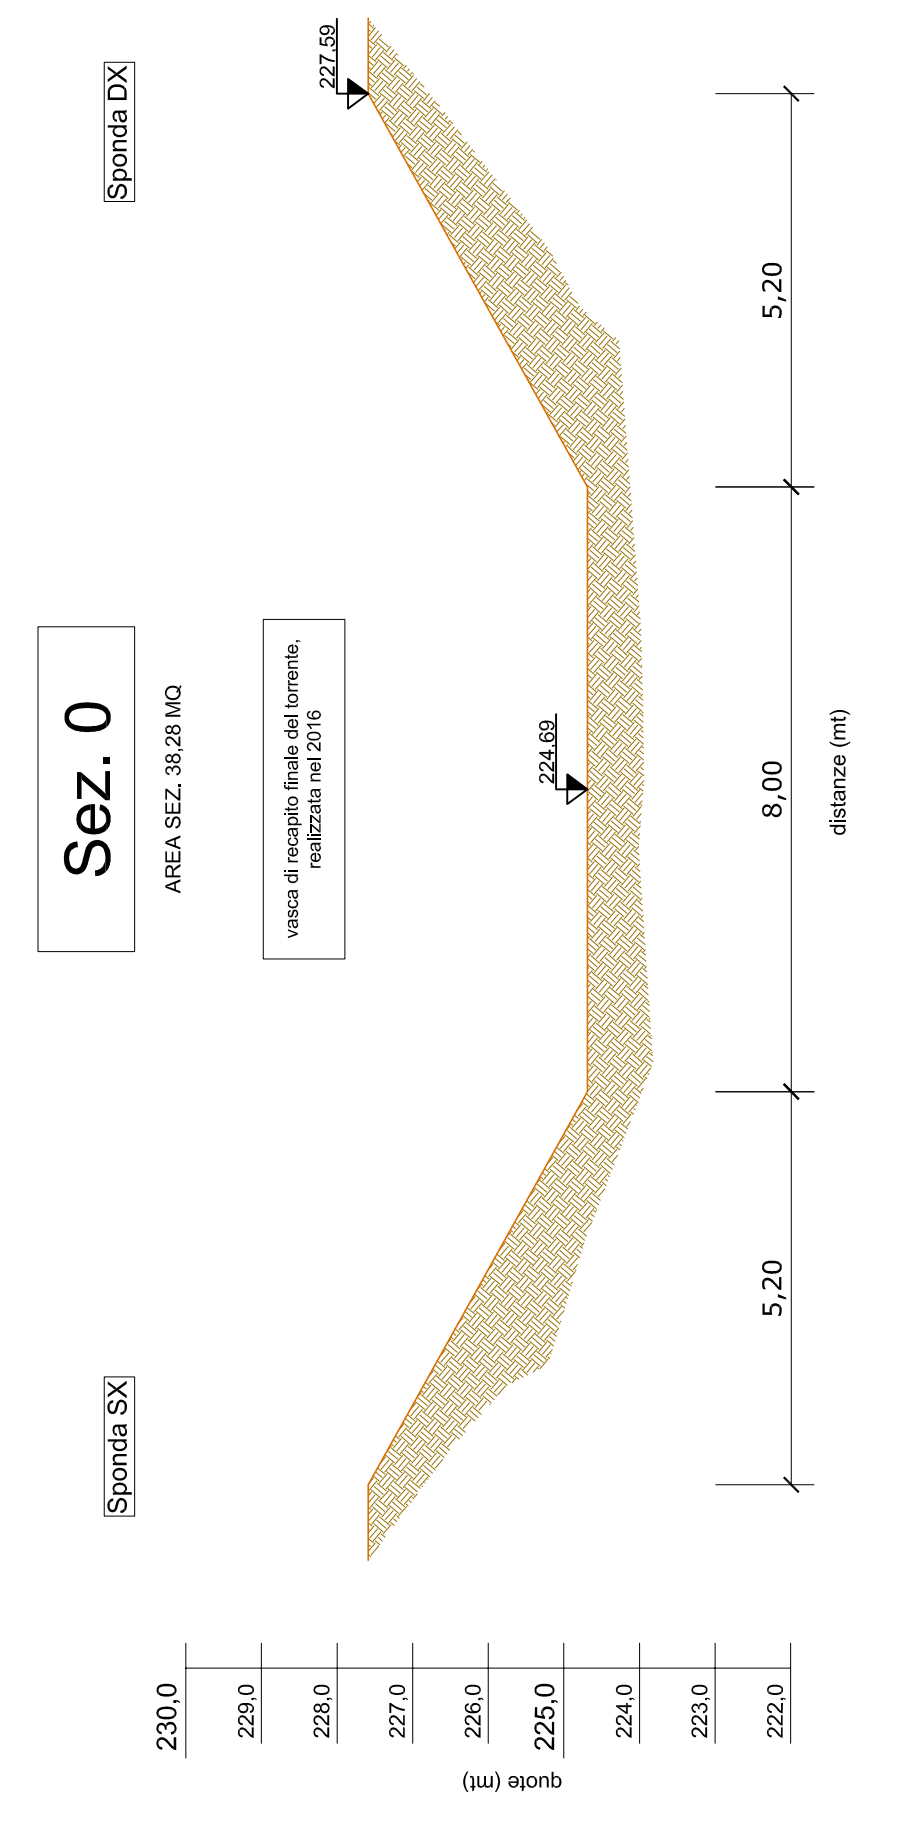 Sez. 0
AREA SEZ. 38,28 MQ
Sponda SX
Sponda DX
vasca di recapito finale del torrente,
realizzata nel 2016
227,59
224,69
quote (mt)
230,0
229,0
228,0
227,0
226,0
225,0
224,0
223,0
222,0
5,20
8,00
5,20
distanze (mt)